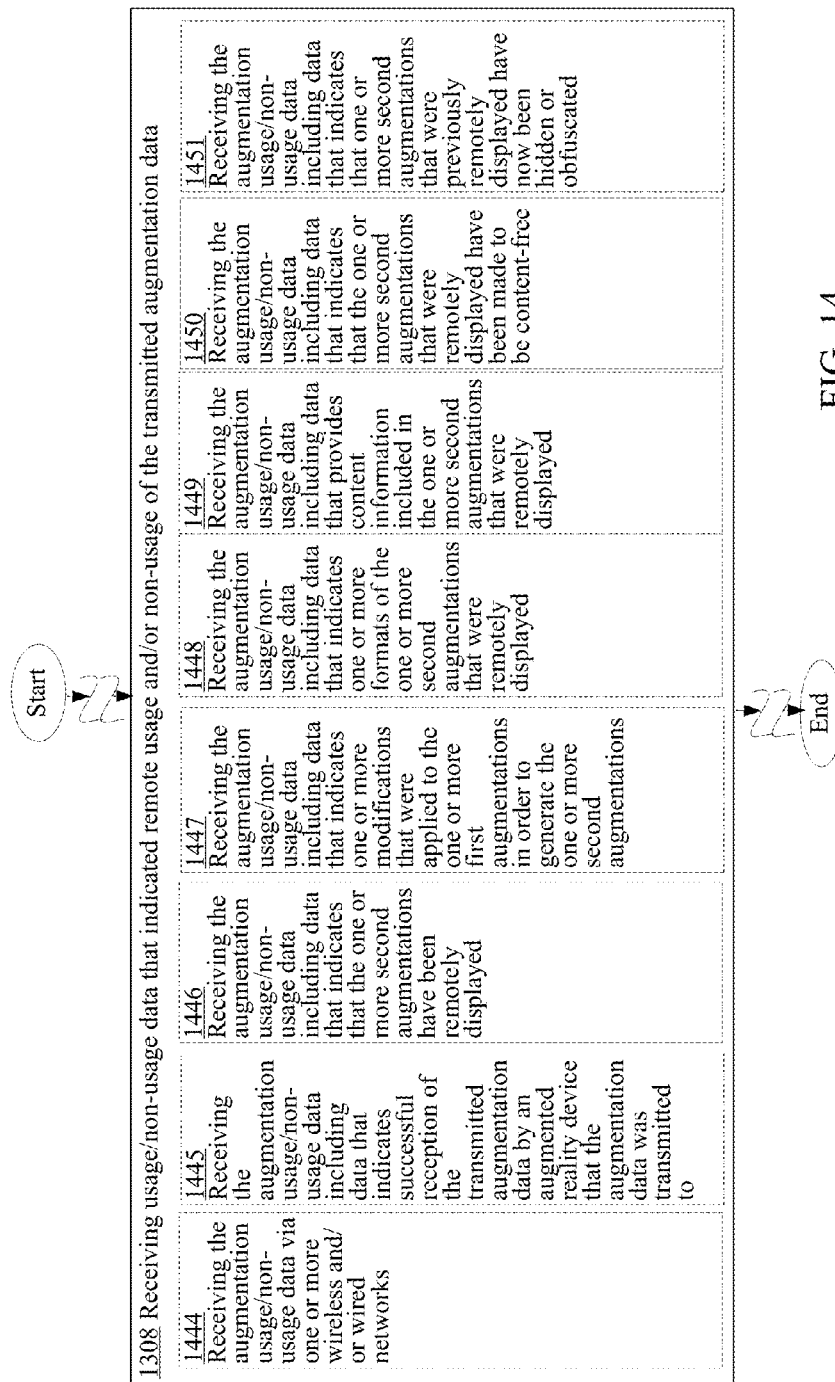 Start
1308 Receiving usage/non-usage data that indicated remote usage and/or non-usage of the transmitted augmentation data
1444
Receiving the
augmentation
usage/non-
usage data via
one or more
wireless and/
or wired
networks
1445
Receiving
the
augmentation
usage/non-
usage data
including
data that
indicates
successful
reception of
the
transmitted
augmentation
data by an
augmented
reality device
that the
augmentation
data was
transmitted
to
1446
Receiving the
augmentation
usage/non-
usage data
including data
that indicates
that the one or
more second
augmentations
have been
remotely
displayed
1447
Receiving the
augmentation
usage/non-
usage data
including data
that indicates
one or more
modifications
that were
applied to the
one or more
first
augmentations
in order to
generate the
one or more
second
augmentations
1448
Receiving the
augmentation
usage/non-
usage data
including data
that indicates
one or more
formats of the
one or more
second
augmentations
that were
remotely
displayed
1449
Receiving the
augmentation
usage/non-
usage data
including data
that provides
content
information
included in
the one or
more second
augmentations
that were
remotely
displayed
1450
Receiving the
augmentation
usage/non-
usage data
including data
that indicates
that the one or
more second
augmentations
that were
remotely
displayed have
been made to
be content-free
1451
Receiving the
augmentation
usage/non-
usage data
including data
that indicates
that one or
more second
augmentations
that were
previously
remotely
displayed have
now been
hidden or
obfuscated
End
FIG. 14